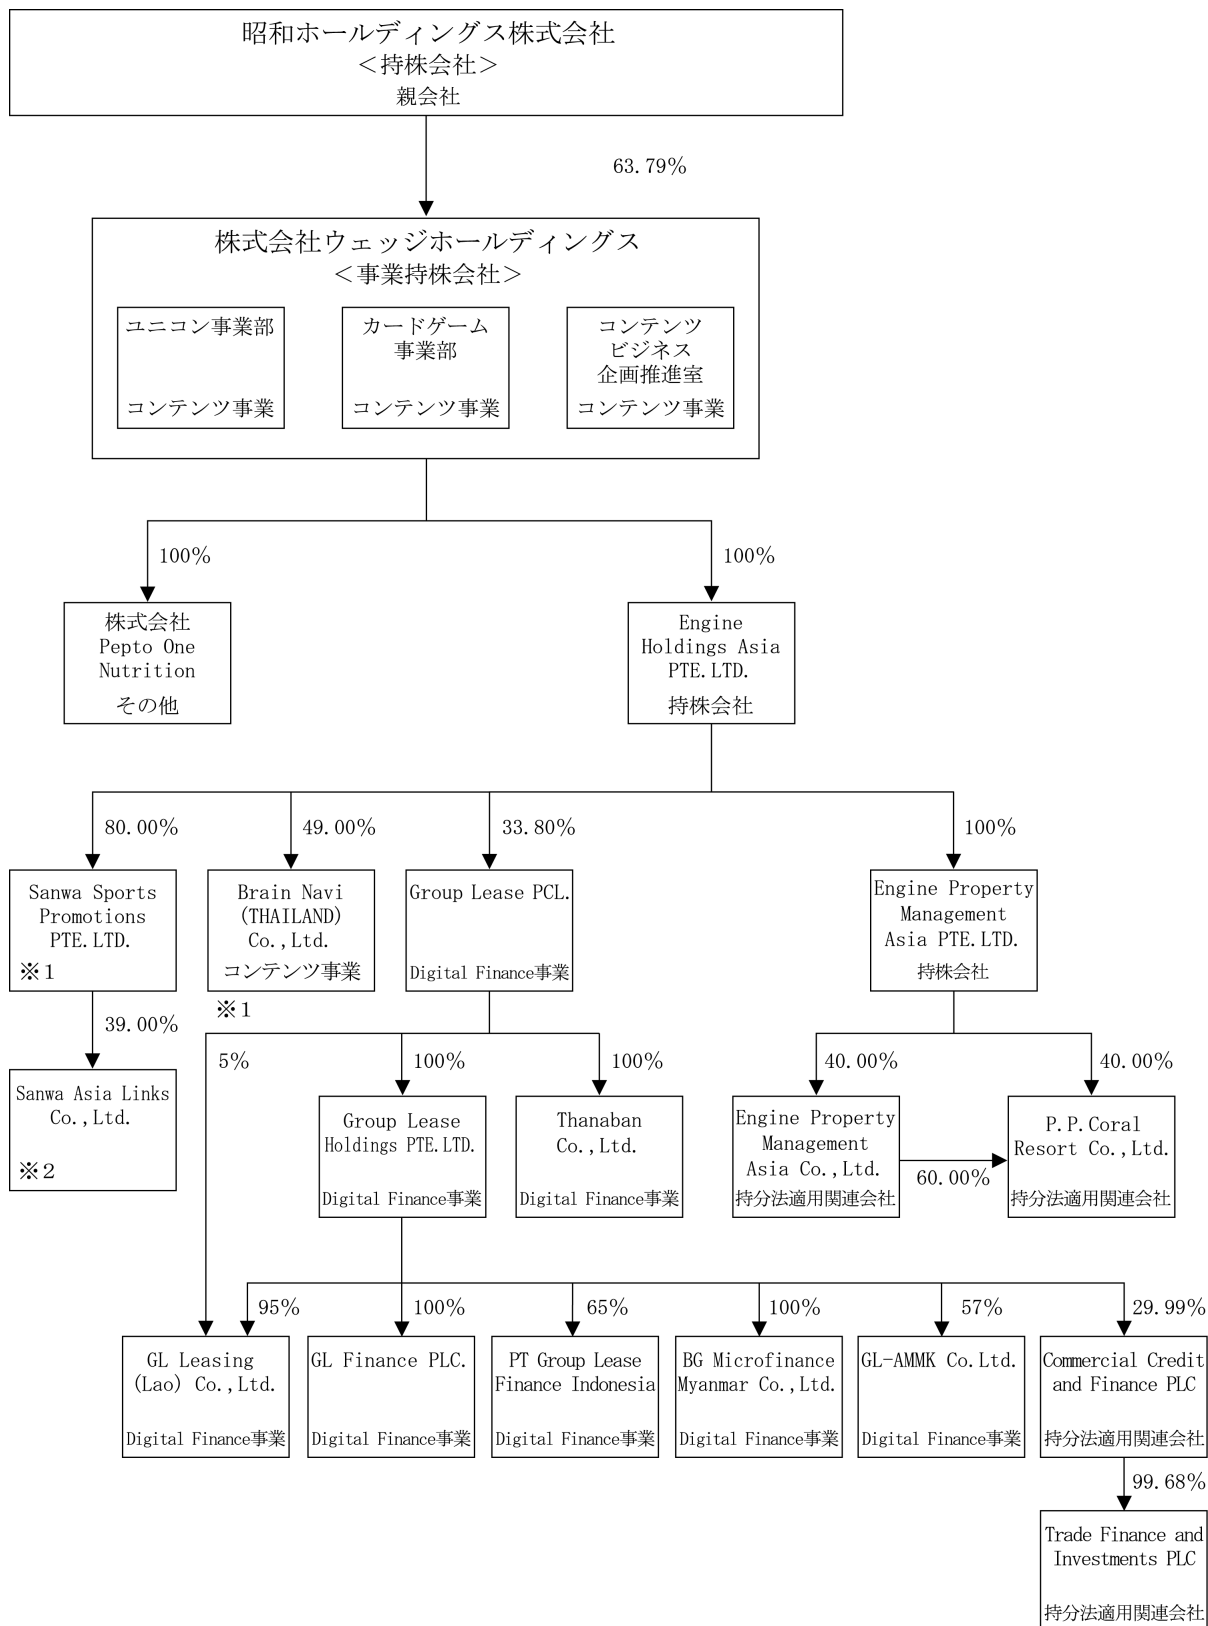 昭和ホールディングス株式会社
＜持株会社＞
親会社
63.79%
株式会社ウェッジホールディングス
＜事業持株会社＞
ユニコン事業部
コンテンツ事業
カードゲーム
事業部
コンテンツ事業
コンテンツ
ビジネス
企画推進室
コンテンツ事業
100%
100%
株式会社
Pepto One
Nutrition
その他
Engine
Holdings Asia
PTE.LTD.
持株会社
80.00%
49.00%
33.80%
100%
Sanwa Sports
Promotions
PTE.LTD.
※1
Brain Navi
(THAILAND)
Co.,Ltd.
コンテンツ事業
※1
Group Lease PCL.
Digital Finance事業
Engine Property
Management
Asia PTE.LTD.
持株会社
39.00%
5%
100%
100%
40.00%
40.00%
Sanwa Asia Links
Co.,Ltd.
※2
Group Lease
Holdings PTE.LTD.
Digital Finance事業
Thanaban
Co.,Ltd.
Digital Finance事業
Engine Property
Management
Asia Co.,Ltd.
持分法適用関連会社
60.00%
P.P.Coral
Resort Co.,Ltd.
持分法適用関連会社
95%
100%
65%
100%
57%
29.99%
GL Leasing
(Lao) Co.,Ltd.
Digital Finance事業
GL Finance PLC.
Digital Finance事業
PT Group Lease
Finance Indonesia
Digital Finance事業
BG Microfinance
Myanmar Co.,Ltd.
Digital Finance事業
GL-AMMK Co.Ltd.
Digital Finance事業
Commercial Credit
and Finance PLC
持分法適用関連会社
99.68%
Trade Finance and
Investments PLC
持分法適用関連会社